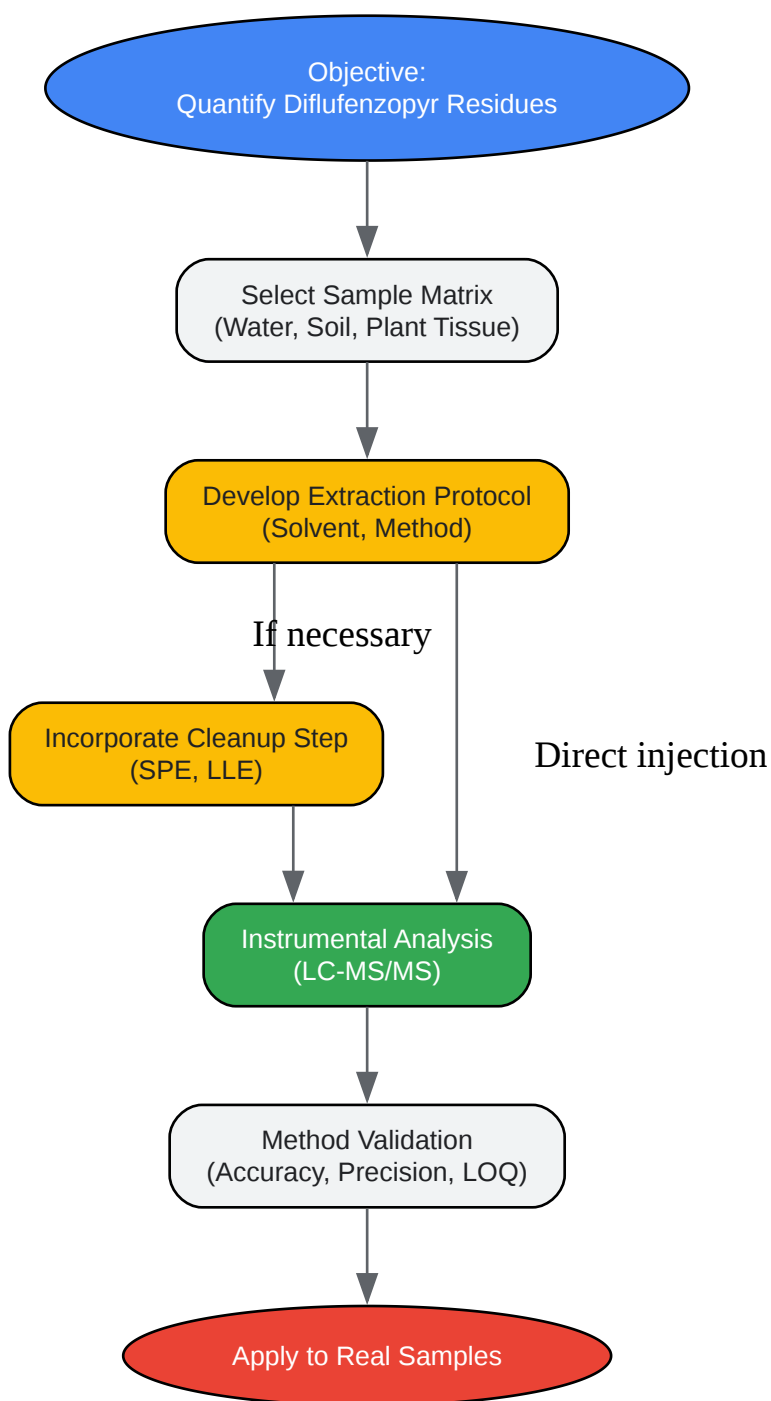 Objective:
Quantify Diflufenzopyr Residues
Select Sample Matrix
(Water, Soil, Plant Tissue)
Develop Extraction Protocol
(Solvent, Method)
If necessary
Incorporate Cleanup Step
(SPE, LLE)
Direct injection
Instrumental Analysis
(LC-MS/MS)
Method Validation
(Accuracy, Precision, LOQ)
Apply to Real Samples